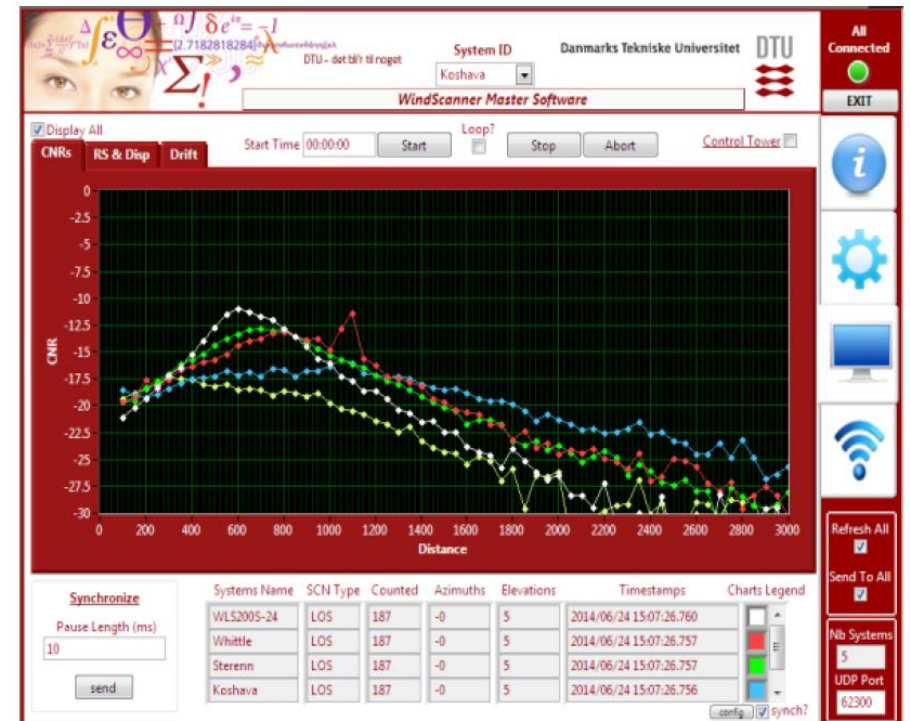 System ID
Danmarks Tekniske Universitet
DTU
DTU - det bli'r til noget
Koshava
WindScanner Master Software
All
Connected
EXIT
Display All
CNRs
RS & Disp
Drift
Start Time
00:00:00
Start
Loop?
Stop
Abort
Control Tower
0
-2.5
-5
-7.5
-10
-12.5
-15
-17.5
-20
-22.5
-25
-27.5
-30
CNR
0 200 400 600 800 1000 1200 1400 1600 1800 2000 2200 2400 2600 2800 3000
Distance
Refresh All
Send To All
Nb Systems
5
UDP Port
62300
Synchronize
Pause Length (ms)
10
send
Systems Name SCN Type Counted Azimuths Elevations Timestamps Charts Legend
WLS200S-24 LOS 187 -0 5 2014/06/24 15:07:26.760
Whittle LOS 187 -0 5 2014/06/24 15:07:26.757
Sterenn LOS 187 -0 5 2014/06/24 15:07:26.757
Koshava LOS 187 -0 5 2014/06/24 15:07:26.756
config synch?